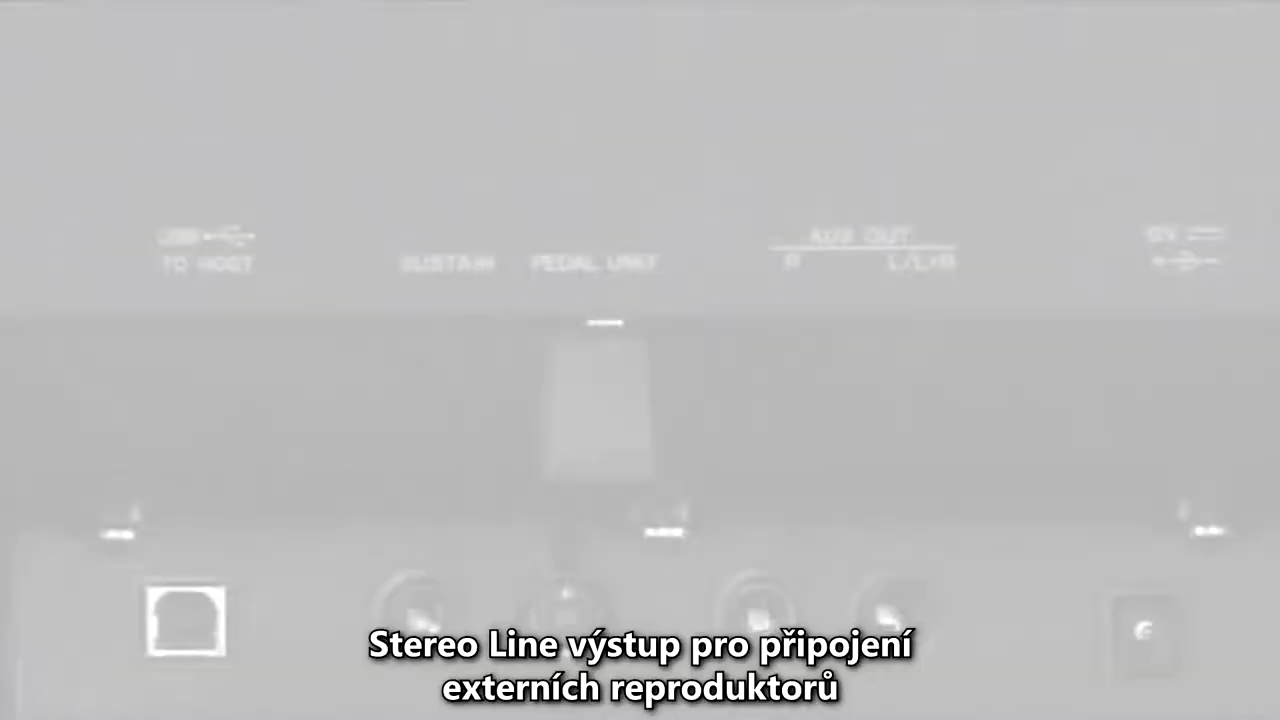 USB
TO HOST
SUSTAIN
PEDAL UNIT
AUX OUT
R
L/L+R
Stereo Line výstup pro připojení
externích reproduktorů